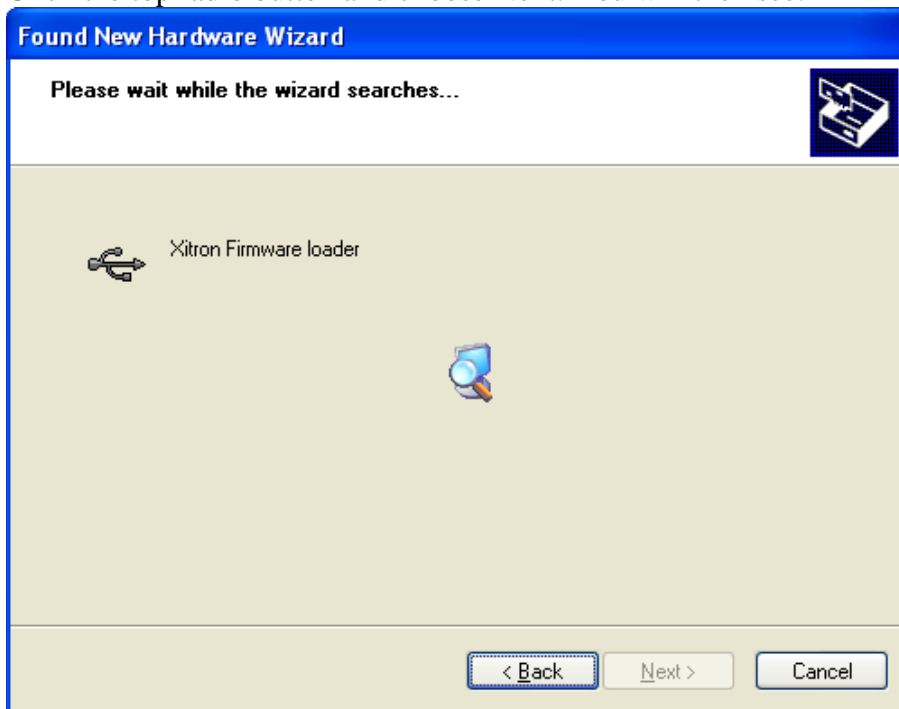 Found New Hardware Wizard
Please wait while the wizard searches...
Xitron Firmware loader
< Back
Next >
Cancel